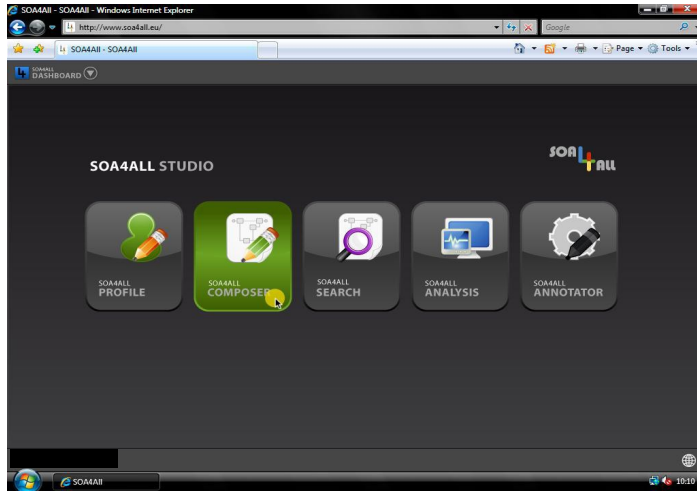 SOA4All - SOA4All - Windows Internet Explorer
http://www.soa4all.eu/
Google
SOA4All - SOA4All
Page
Tools
SOA4ALL
DASHBOARD
SOA4ALL STUDIO
SOA4ALL
SOA4ALL
PROFILE
SOA4ALL
COMPOSER
SOA4ALL
SEARCH
SOA4ALL
ANALYSIS
SOA4ALL
ANNOTATOR
SOA4All
10:10